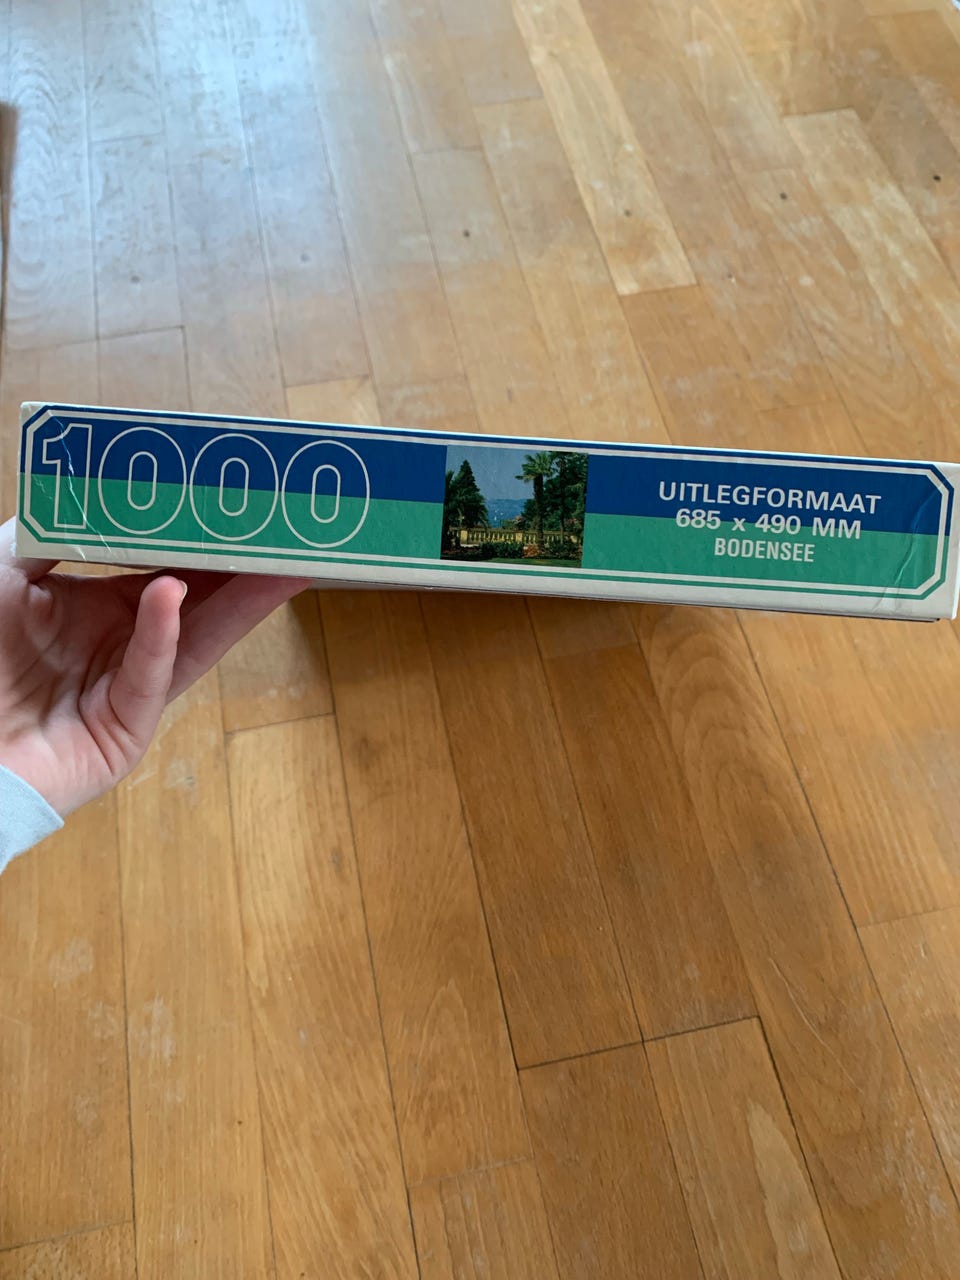 1000
UITLEGFORMAAT
685 x 490 MM
BODENSEE